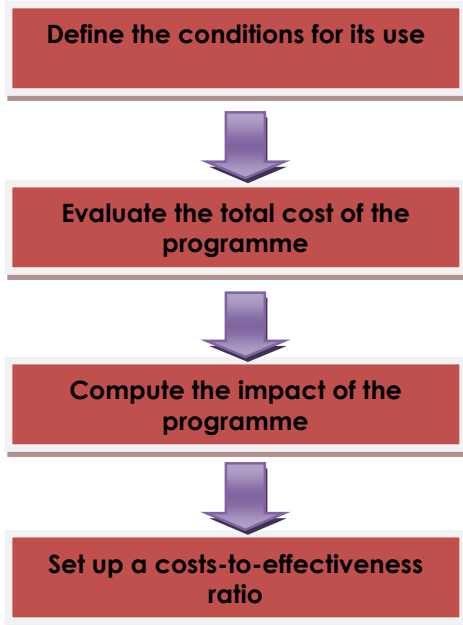 Define the conditions for its use
Evaluate the total cost of the
programme
Compute the impact of the
programme
Set up a costs-to-effectiveness
ratio